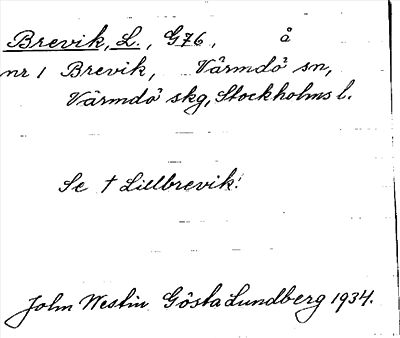 Brevik, L., G76, å
nr 1 Brevik, Värmdö sn,
Värmdö skg, Stockholms l.
Se † Lillbrevik!
John Westin Gösta Lundberg 1934.